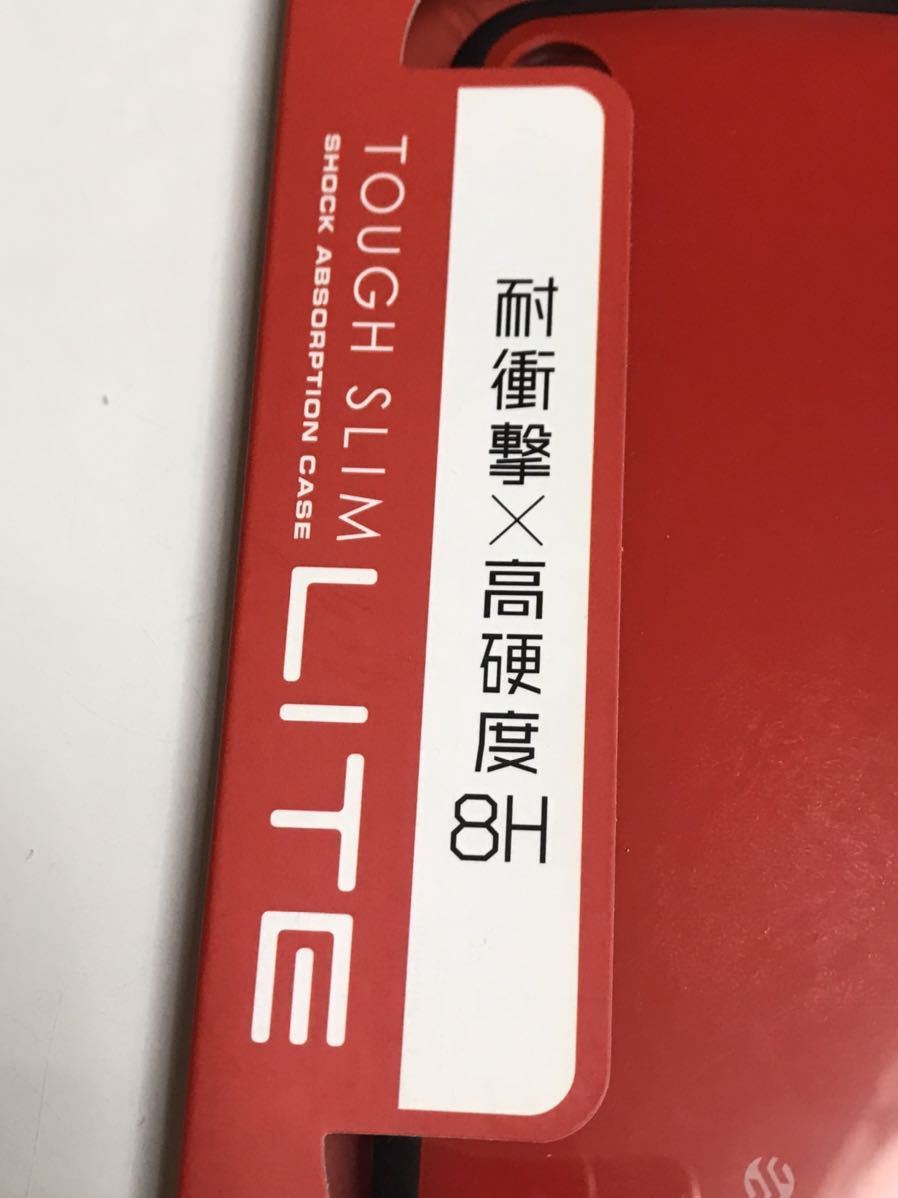 TOUGH SLIM
SHOCK ABSORPTION CASE
LITE
耐衝撃×高硬度
8H